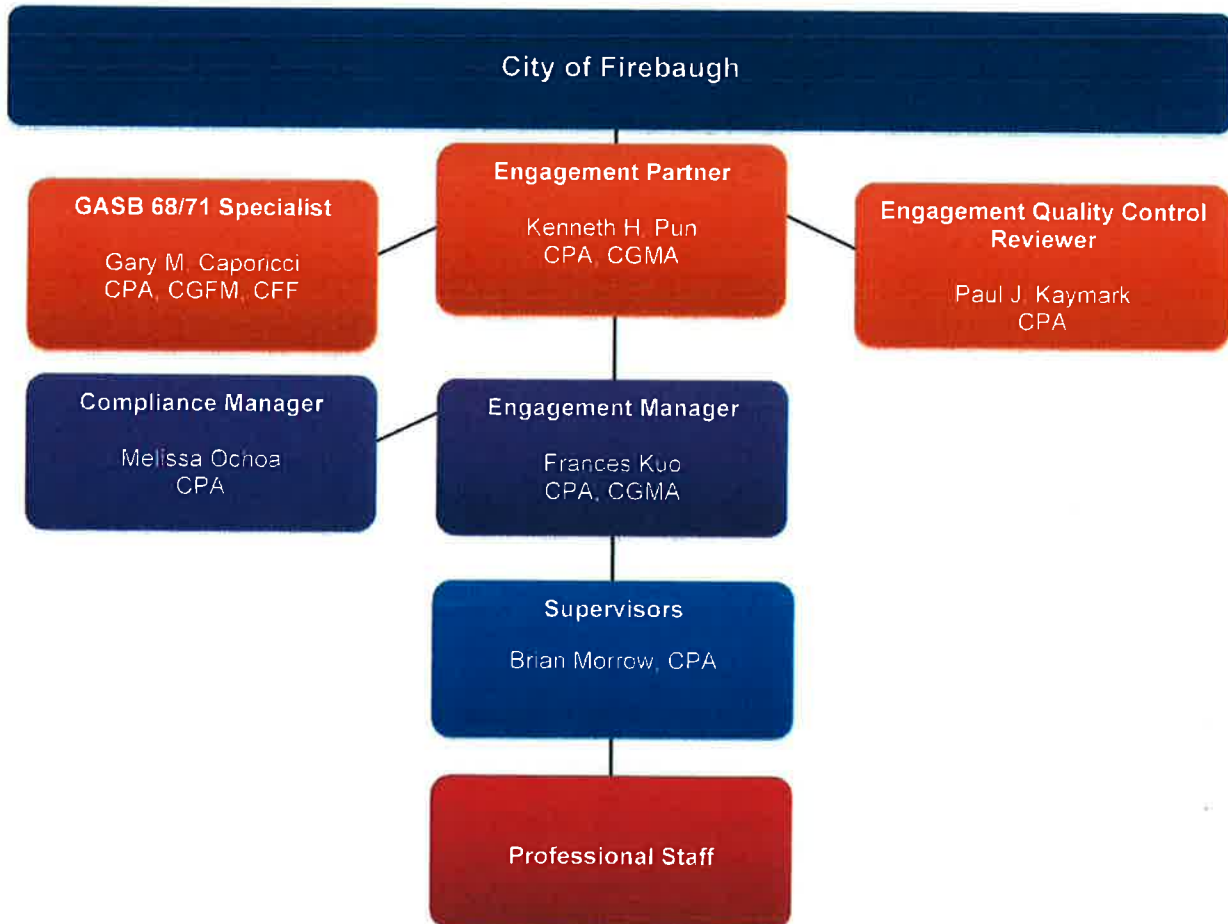 City of Firebaugh
Engagement Partner
Kenneth H. Pun
CPA, CGMA
GASB 68/71 Specialist
Gary M. Caporicci
CPA, CGFM, CFF
Engagement Quality Control
Reviewer
Paul J. Kaymark
CPA
Compliance Manager
Melissa Ochoa
CPA
Engagement Manager
Frances Kuo
CPA, CGMA
Supervisors
Brian Morrow, CPA
Professional Staff